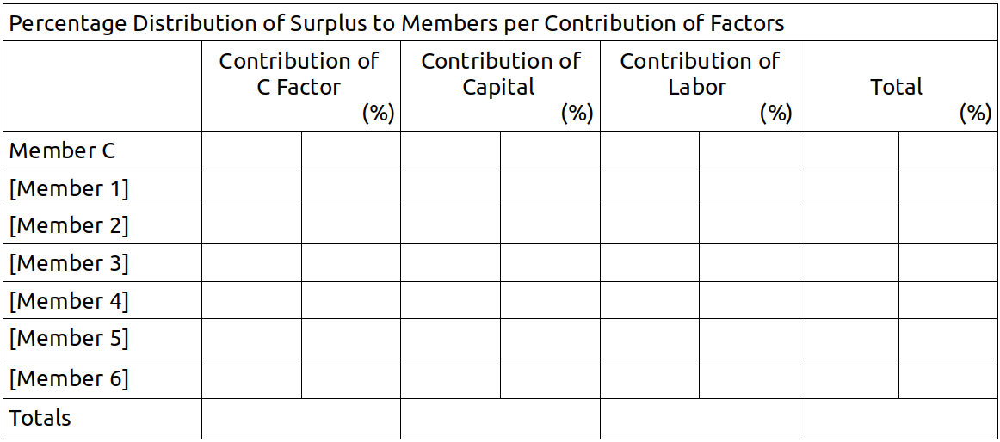 Percentage Distribution of Surplus to Members per Contribution of Factors
Contribution of C Factor (%)
Contribution of Capital (%)
Contribution of Labor (%)
Total (%)
Member C
[Member 1]
[Member 2]
[Member 3]
[Member 4]
[Member 5]
[Member 6]
Totals